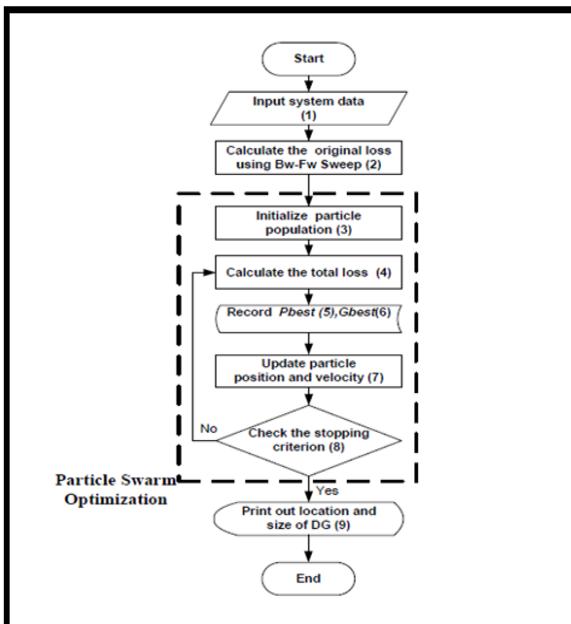 Start
Input system data
(1)
Calculate the original loss
using Bw-Fw Sweep (2)
Initialize particle
population (3)
Calculate the total loss (4)
Record Pbest (5),Gbest(6)
Update particle
position and velocity (7)
No
Check the stopping
criterion (8)
Particle Swarm
Optimization
Yes
Print out location and
size of DG (9)
End